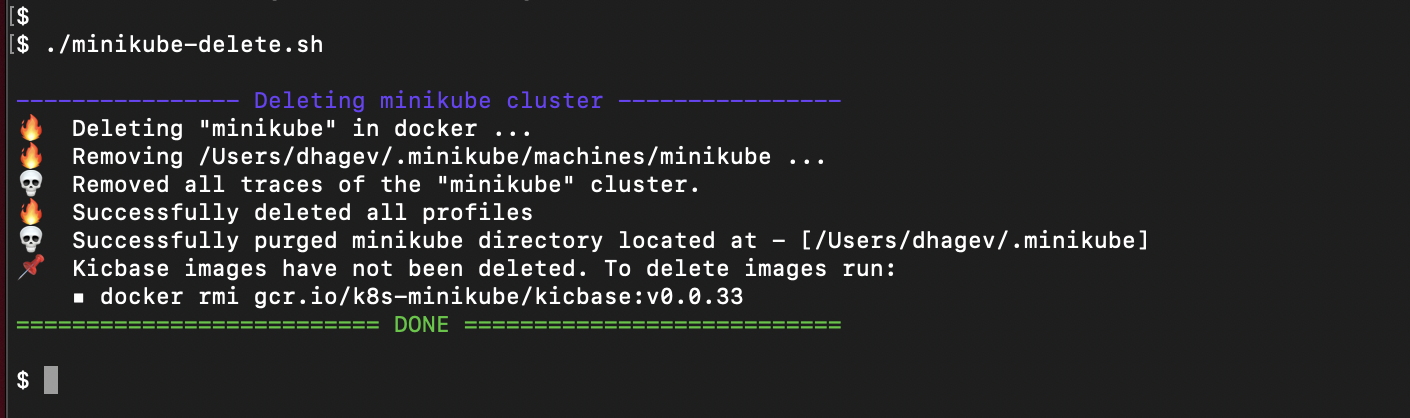 [$
[$ ./minikube-delete.sh
---------------- Deleting minikube cluster ----------------
🔥 Deleting "minikube" in docker ...
🔥 Removing /Users/dhagev/.minikube/machines/minikube ...
💀 Removed all traces of the "minikube" cluster.
🔥 Successfully deleted all profiles
💀 Successfully purged minikube directory located at - [/Users/dhagev/.minikube]
📌 Kicbase images have not been deleted. To delete images run:
▪ docker rmi gcr.io/k8s-minikube/kicbase:v0.0.33
========================== DONE ===========================
$